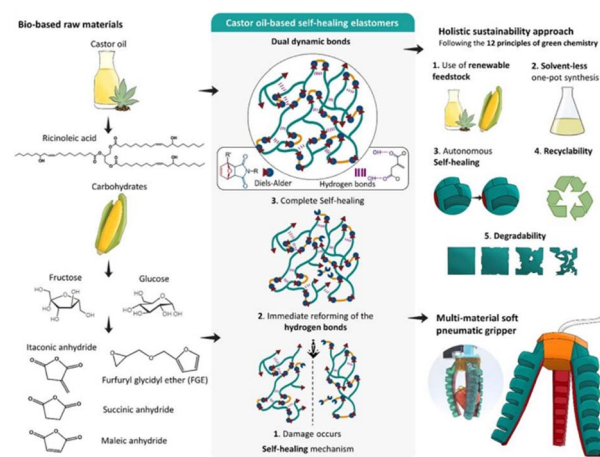 Bio-based raw materials
Castor oil
Ricinoleic acid
Carbohydrates
Fructose
Glucose
Itaconic anhydride
Furfuryl glycidyl ether (FGE)
Succinic anhydride
Maleic anhydride
Castor oil-based self-healing elastomers
Dual dynamic bonds
Diels-Alder
Hydrogen bonds
3. Complete Self-healing
2. Immediate reforming of the
hydrogen bonds
1. Damage occurs
Self-healing mechanism
Holistic sustainability approach
Following the 12 principles of green chemistry
1. Use of renewable
feedstock
2. Solvent-less
one-pot synthesis
3. Autonomous
Self-healing
4. Recyclability
5. Degradability
Multi-material soft
pneumatic gripper